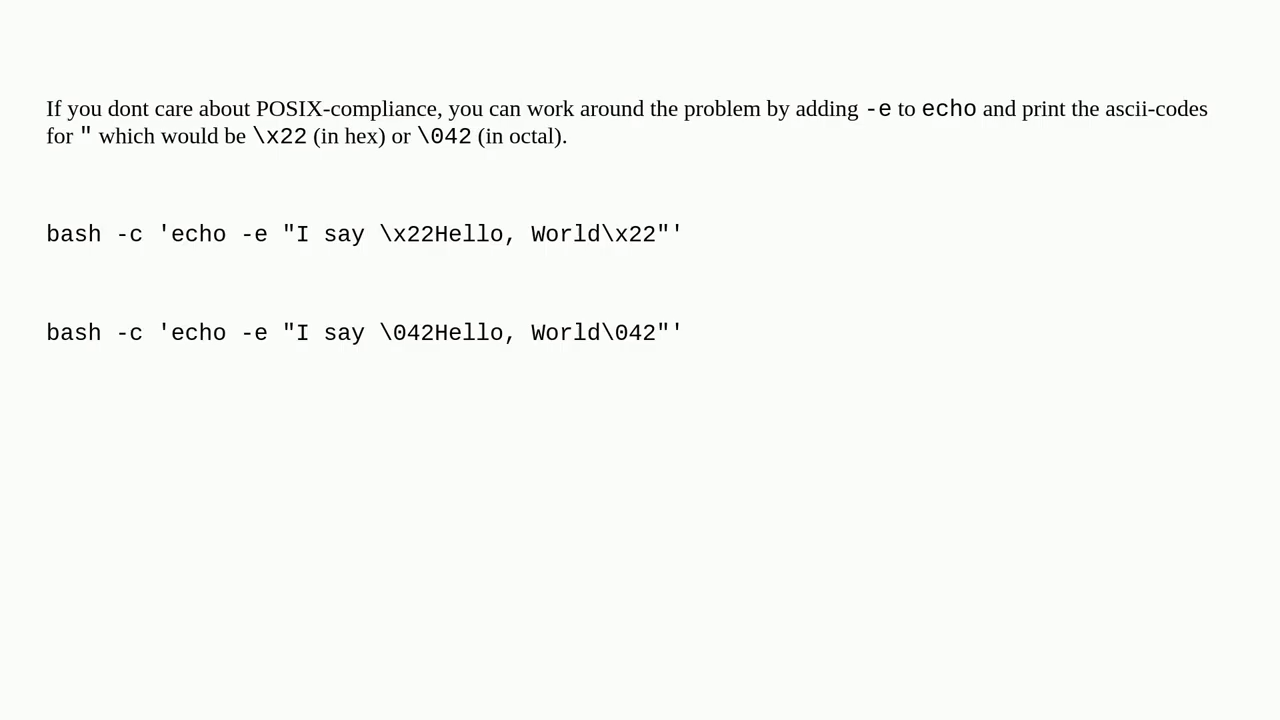 If you dont care about POSIX-compliance, you can work around the problem by adding -e to echo and print the ascii-codes
for " which would be \x22 (in hex) or \042 (in octal).
bash -c 'echo -e "I say \x22Hello, World\x22"'
bash -c 'echo -e "I say \042Hello, World\042"'